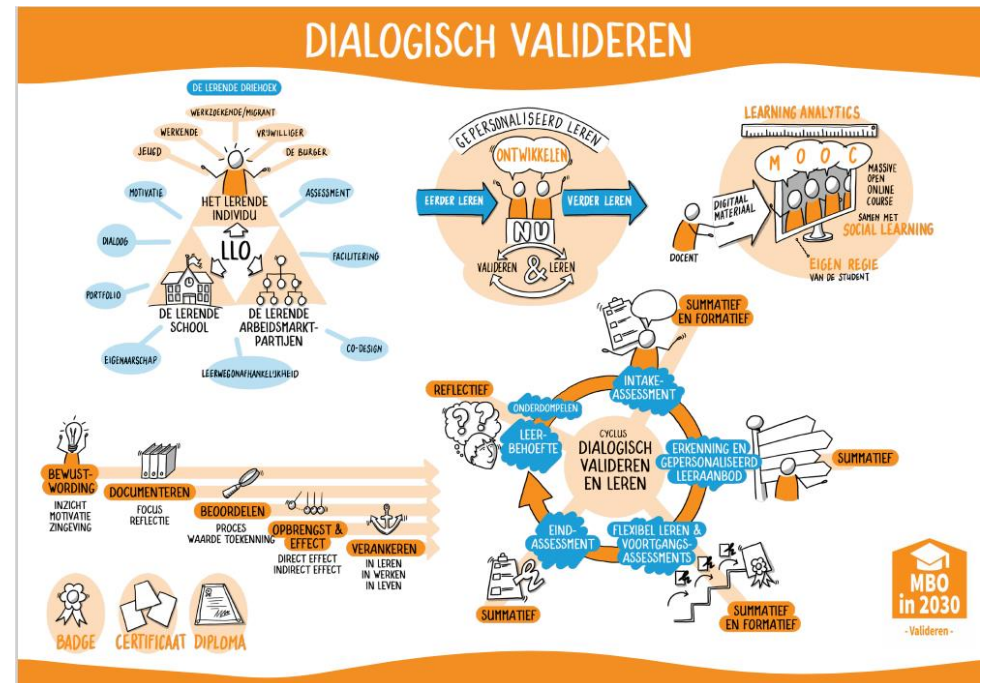 DIALOGISCH VALIDEREN
DE LERENDE DRIEHOEK
WERKZOEKENDE/MIGRANT
WERKENDE
VRIJWILLIGER
JEUGD
DE BURGER
MOTIVATIE
ASSESSMENT
HET LERENDE
INDIVIDU
DIALOOG
LLO
FACILITERING
PORTFOLIO
DE LERENDE
SCHOOL
DE LERENDE
ARBEIDSMARKT-
PARTIJEN
EIGENAARSCHAP
LEERWEGONAFHANKELIJKHEID
CO-DESIGN
GEPERSONALISEERD LEREN
ONTWIKKELEN
EERDER LEREN
VERDER LEREN
NU
VALIDEREN & LEREN
LEARNING ANALYTICS
MOOC
MASSIVE
OPEN
ONLINE
COURSE
DIGITAAL
MATERIAAL
SAMEN MET
SOCIAL LEARNING
DOCENT
EIGEN REGIE
VAN DE STUDENT
BEWUST-
WORDING
INZICHT
MOTIVATIE
ZINGEVING
DOCUMENTEREN
FOCUS
REFLECTIE
BEOORDELEN
PROCES
WAARDE TOEKENNING
OPBRENGST &
EFFECT
DIRECT EFFECT
INDIRECT EFFECT
VERANKEREN
IN LEREN
IN WERKEN
IN LEVEN
BADGE
CERTIFICAAT
DIPLOMA
CYCLUS
DIALOGISCH
VALIDEREN
EN LEREN
REFLECTIEF
ONDERDOMPELEN
LEER-
BEHOEFTE
SUMMATIEF
EN FORMATIEF
INTAKE-
ASSESSMENT
ERKENNING EN
GEPERSONALISEERD
LEERAANBOD
SUMMATIEF
FLEXIBEL LEREN &
VOORTGANGS-
ASSESSMENTS
SUMMATIEF
EN FORMATIEF
EIND-
ASSESSMENT
SUMMATIEF
MBO
in 2030
- Valideren -